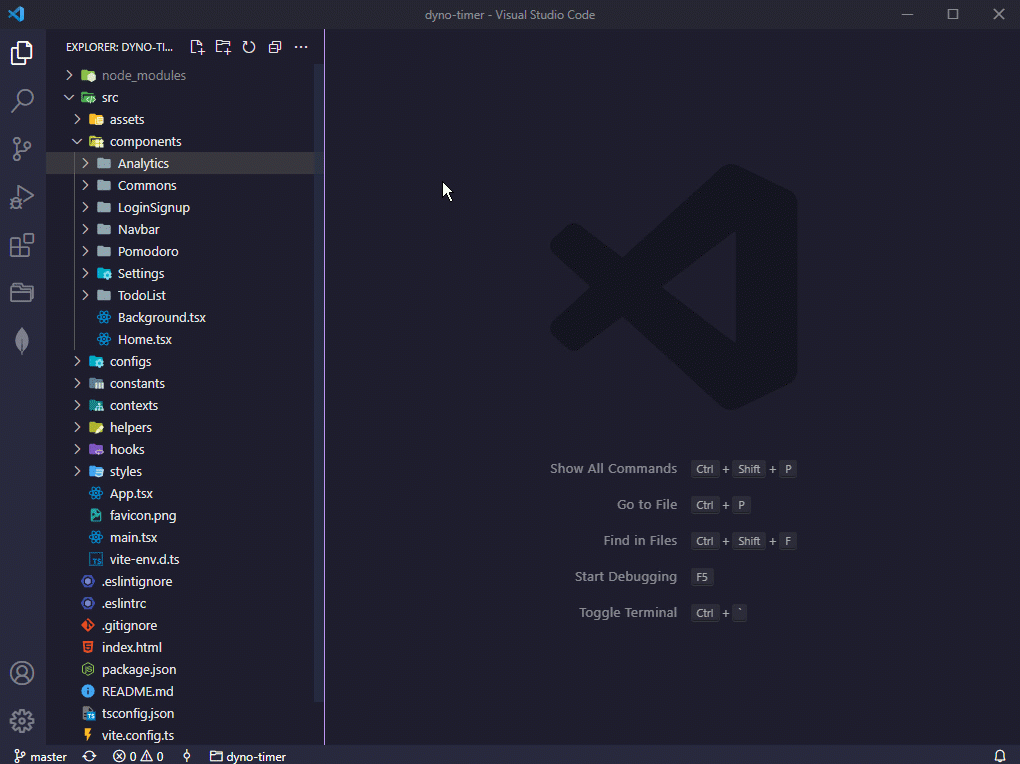 dyno-timer - Visual Studio Code
EXPLORER: DYNO-TI...
node_modules
src
assets
components
Analytics
Commons
LoginSignup
Navbar
Pomodoro
Settings
TodoList
Background.tsx
Home.tsx
configs
constants
contexts
helpers
hooks
styles
App.tsx
favicon.png
main.tsx
vite-env.d.ts
.eslintignore
.eslintrc
.gitignore
index.html
package.json
README.md
tsconfig.json
vite.config.ts
Show All Commands Ctrl + Shift + P
Go to File Ctrl + P
Find in Files Ctrl + Shift + F
Start Debugging F5
Toggle Terminal Ctrl + `
master 0 0 dyno-timer